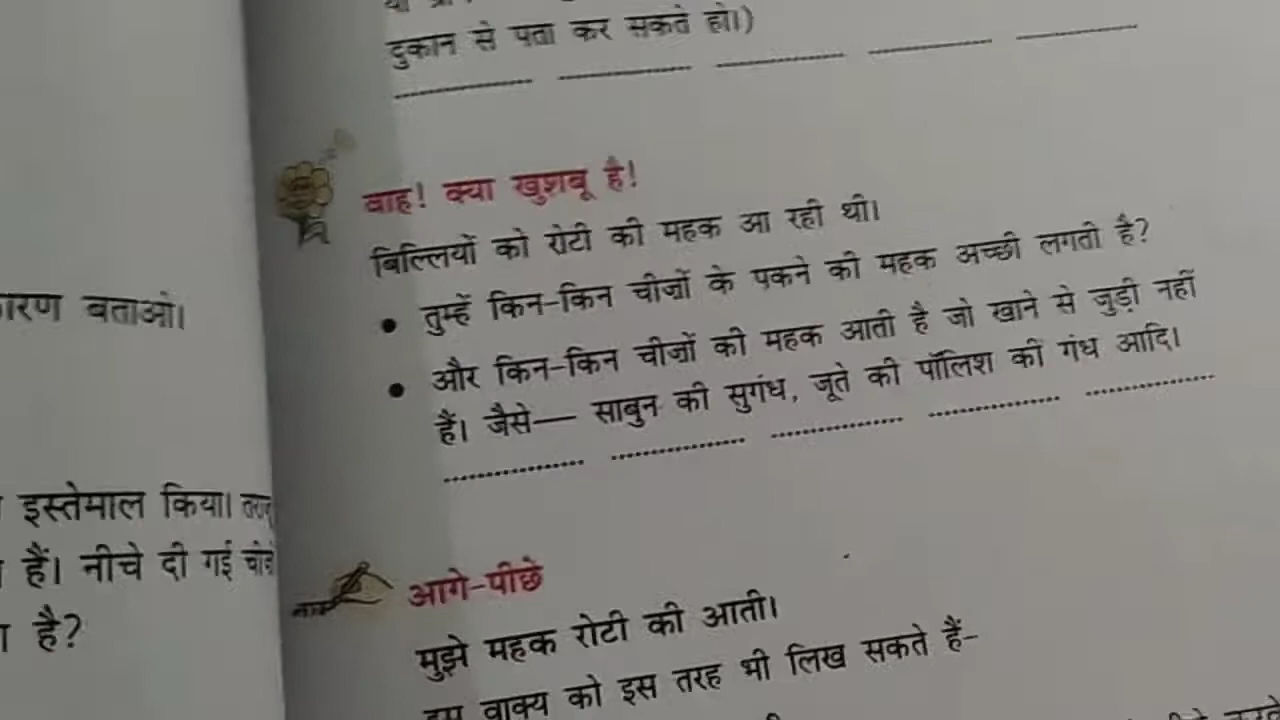 दुकान से पता कर सकते हो।)
वाह! क्या खुशबू है!
बिल्लियों को रोटी की महक आ रही थी।
• तुम्हें किन-किन चीज़ों के पकने की महक अच्छी लगती है?
• और किन-किन चीज़ों की महक आती है जो खाने से जुड़ी नहीं
हैं। जैसे— साबुन की सुगंध, जूते की पॉलिश की गंध आदि।
आगे-पीछे
मुझे महक रोटी की आती।
इस वाक्य को इस तरह भी लिख सकते हैं-
बताओ।
इस्तेमाल किया।
हैं। नीचे दी गई
है?